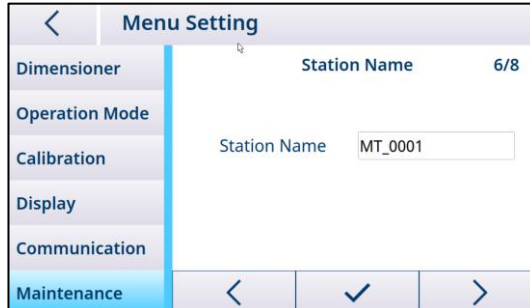 Menu Setting
Dimensioner
Operation Mode
Calibration
Display
Communication
Maintenance
Station Name 6/8
Station Name MT_0001